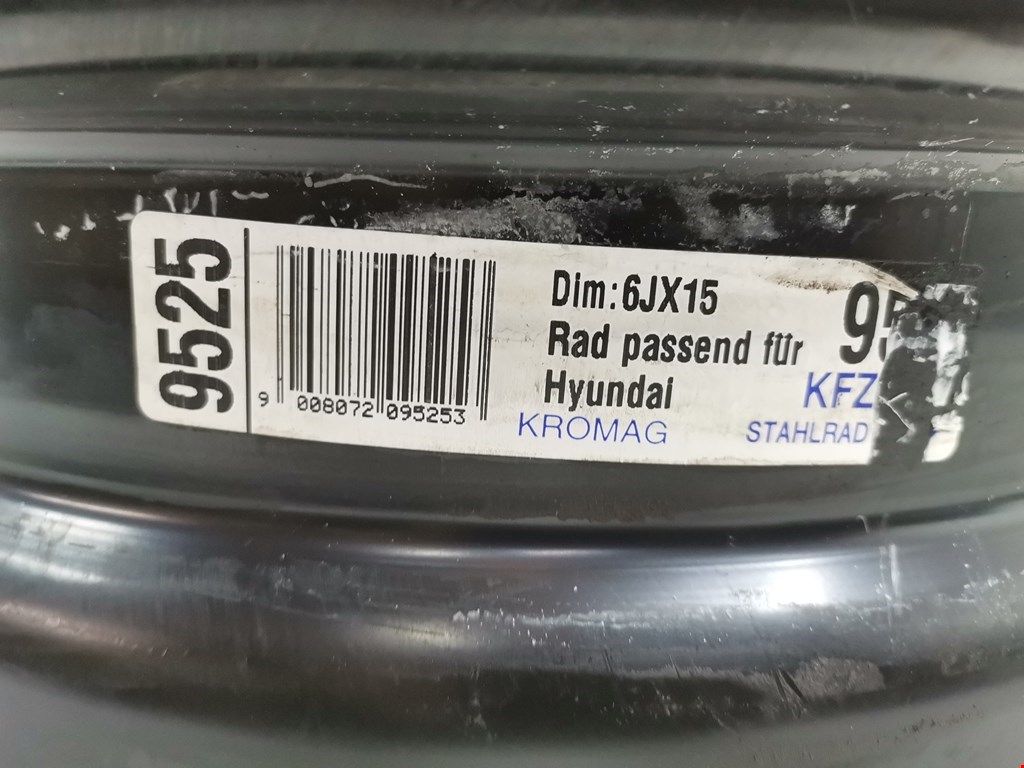 9525
9 008072 095253
Dim:6JX15
Rad passend für
Hyundai
KROMAG
KFZ
STAHLRAD